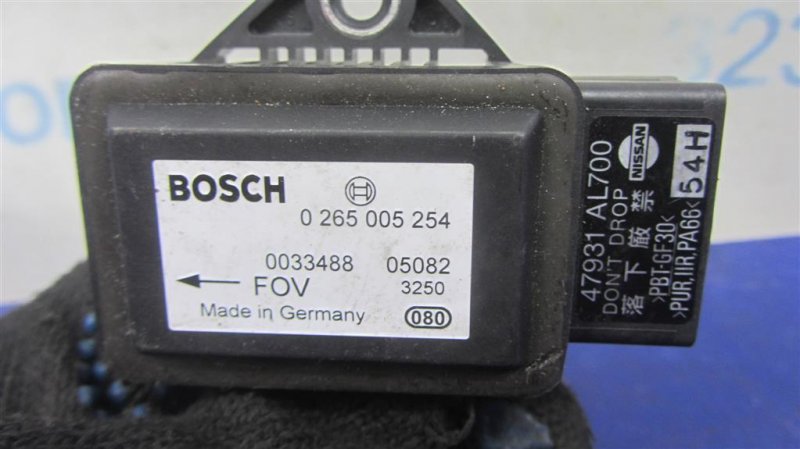 BOSCH
0 265 005 254
0033488 05082
FOV 3250
Made in Germany 080
47931 AL700
DON'T DROP
落下厳禁
>PBT-GF30<
>PUR,IIR,PA66<
NISSAN
54H